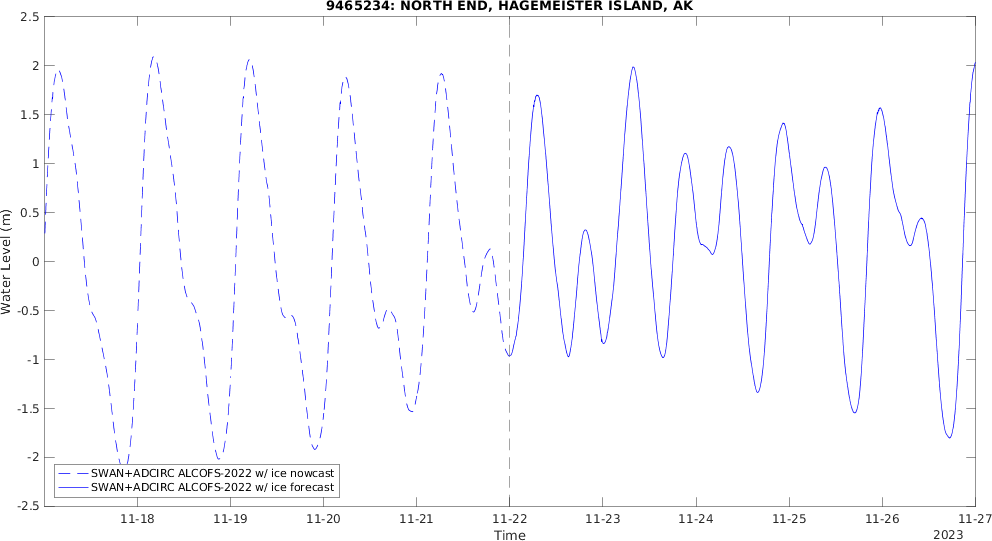 9465234: NORTH END, HAGEMEISTER ISLAND, AK
2.5
2
1.5
1
0.5
0
-0.5
-1
-1.5
-2
-2.5
Water Level (m)
SWAN+ADCIRC ALCOFS-2022 w/ ice nowcast
SWAN+ADCIRC ALCOFS-2022 w/ ice forecast
11-18 11-19 11-20 11-21 11-22 11-23 11-24 11-25 11-26 11-27
Time
2023